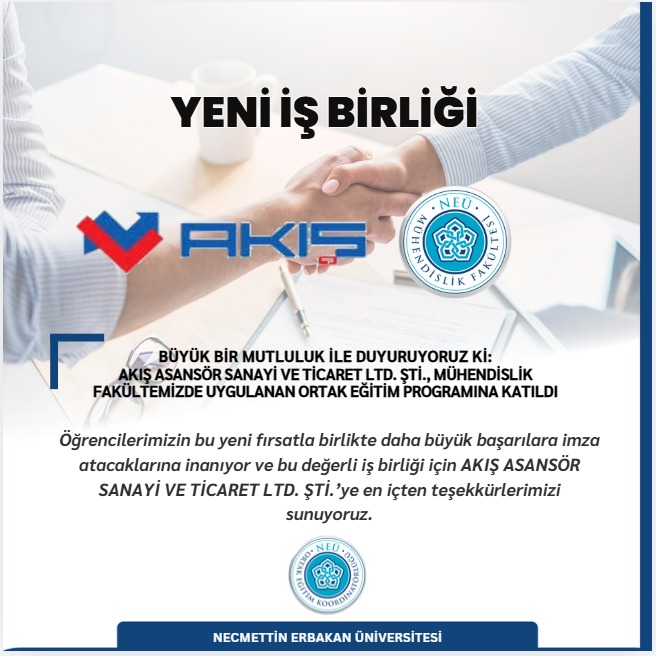 YENİ İŞ BİRLİĞİ
AKIŞ
· NEÜ ·
MÜHENDİSLİK FAKÜLTESİ
BÜYÜK BİR MUTLULUK İLE DUYURUYORUZ Kİ:
AKIŞ ASANSÖR SANAYİ VE TİCARET LTD. ŞTİ., MÜHENDİSLİK
FAKÜLTEMİZDE UYGULANAN ORTAK EĞİTİM PROGRAMINA KATILDI
Öğrencilerimizin bu yeni fırsatla birlikte daha büyük başarılara imza
atacaklarına inanıyor ve bu değerli iş birliği için AKIŞ ASANSÖR
SANAYİ VE TİCARET LTD. ŞTİ.’ye en içten teşekkürlerimizi
sunuyoruz.
· NEÜ ·
ORTAK EĞİTİM KOORDİNATÖRLÜĞÜ
NECMETTİN ERBAKAN ÜNİVERSİTESİ